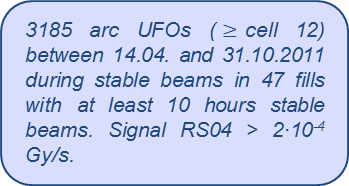 3185 arc UFOs (≥ cell 12)
between 14.04. and 31.10.2011
during stable beams in 47 fills
with at least 10 hours stable
beams. Signal RS04 > 2·10⁻⁴
Gy/s.